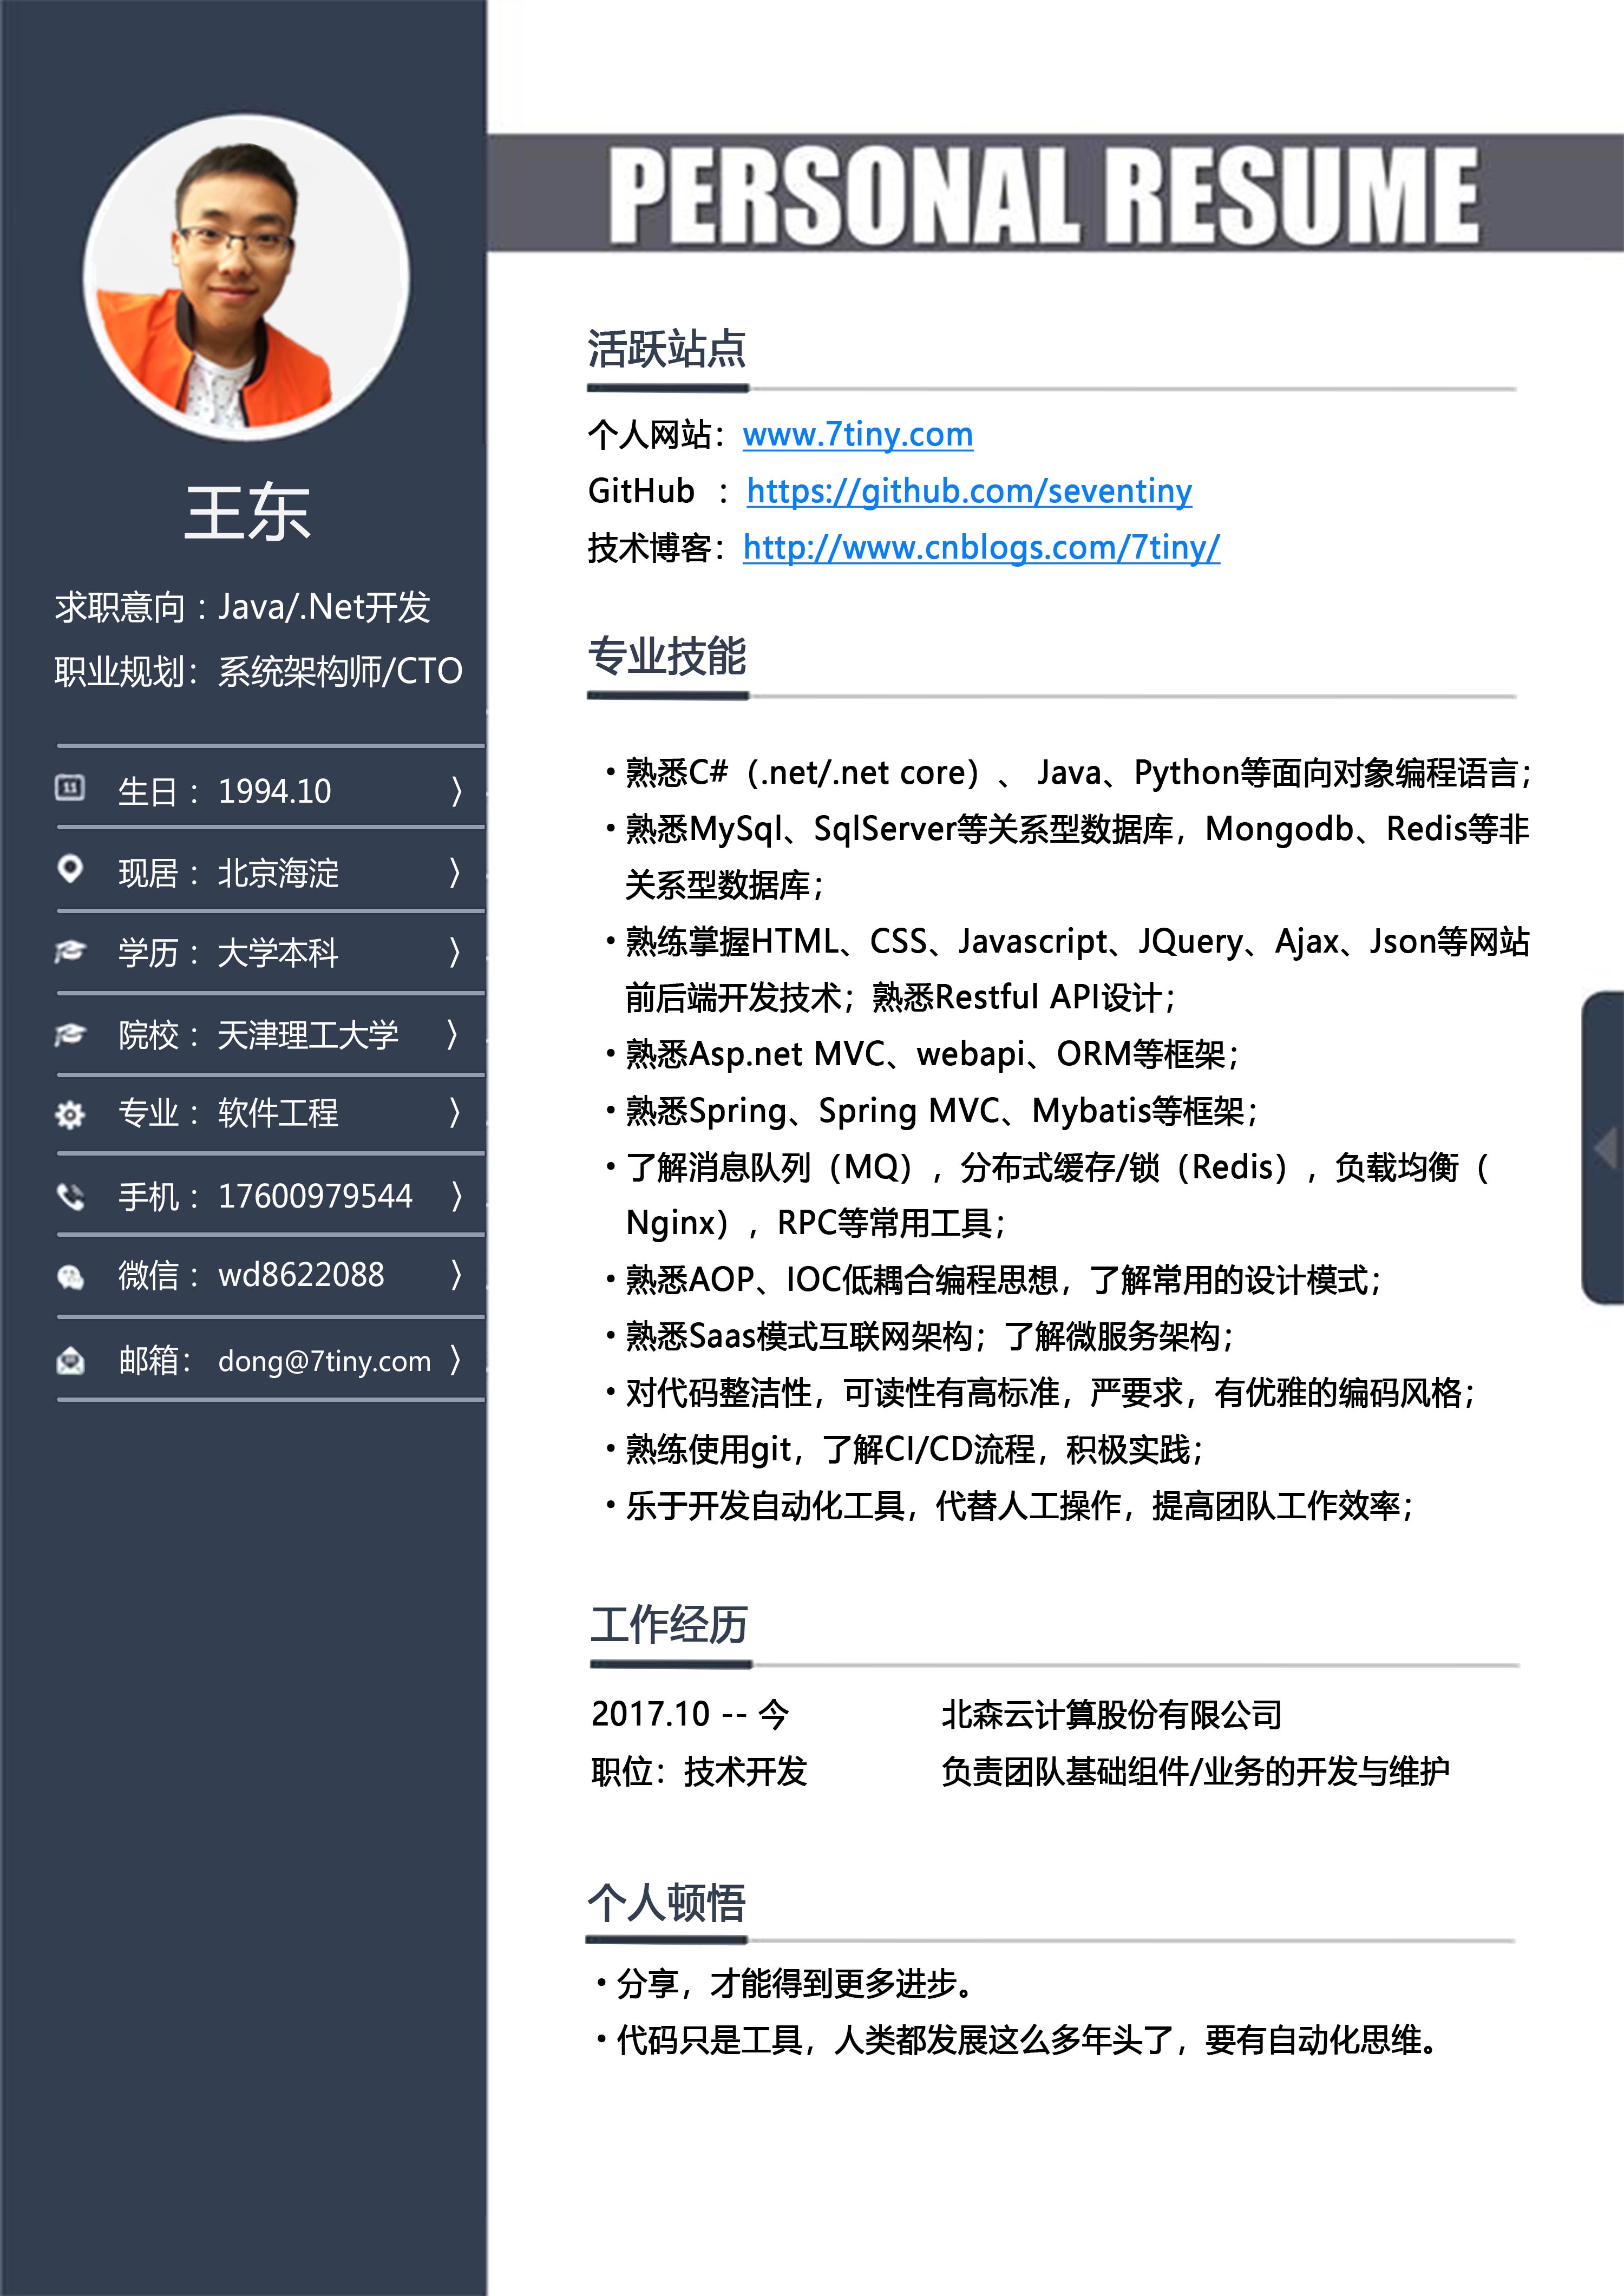 PERSONAL RESUME
王东
求职意向：Java/.Net开发
职业规划：系统架构师/CTO
11
生日：1994.10 〉
现居：北京海淀 〉
学历：大学本科 〉
院校：天津理工大学 〉
专业：软件工程 〉
手机：17600979544 〉
微信：wd8622088 〉
邮箱：dong@7tiny.com 〉
活跃站点
个人网站：www.7tiny.com
GitHub ：https://github.com/seventiny
技术博客：http://www.cnblogs.com/7tiny/
专业技能
・熟悉C#（.net/.net core）、 Java、Python等面向对象编程语言；
・熟悉MySql、SqlServer等关系型数据库，Mongodb、Redis等非
关系型数据库；
・熟练掌握HTML、CSS、Javascript、JQuery、Ajax、Json等网站
前后端开发技术；熟悉Restful API设计；
・熟悉Asp.net MVC、webapi、ORM等框架；
・熟悉Spring、Spring MVC、Mybatis等框架；
・了解消息队列（MQ），分布式缓存/锁（Redis），负载均衡（
Nginx），RPC等常用工具；
・熟悉AOP、IOC低耦合编程思想，了解常用的设计模式；
・熟悉Saas模式互联网架构；了解微服务架构；
・对代码整洁性，可读性有高标准，严要求，有优雅的编码风格；
・熟练使用git，了解CI/CD流程，积极实践；
・乐于开发自动化工具，代替人工操作，提高团队工作效率；
工作经历
2017.10 -- 今 北森云计算股份有限公司
职位：技术开发 负责团队基础组件/业务的开发与维护
个人顿悟
・分享，才能得到更多进步。
・代码只是工具，人类都发展这么多年头了，要有自动化思维。